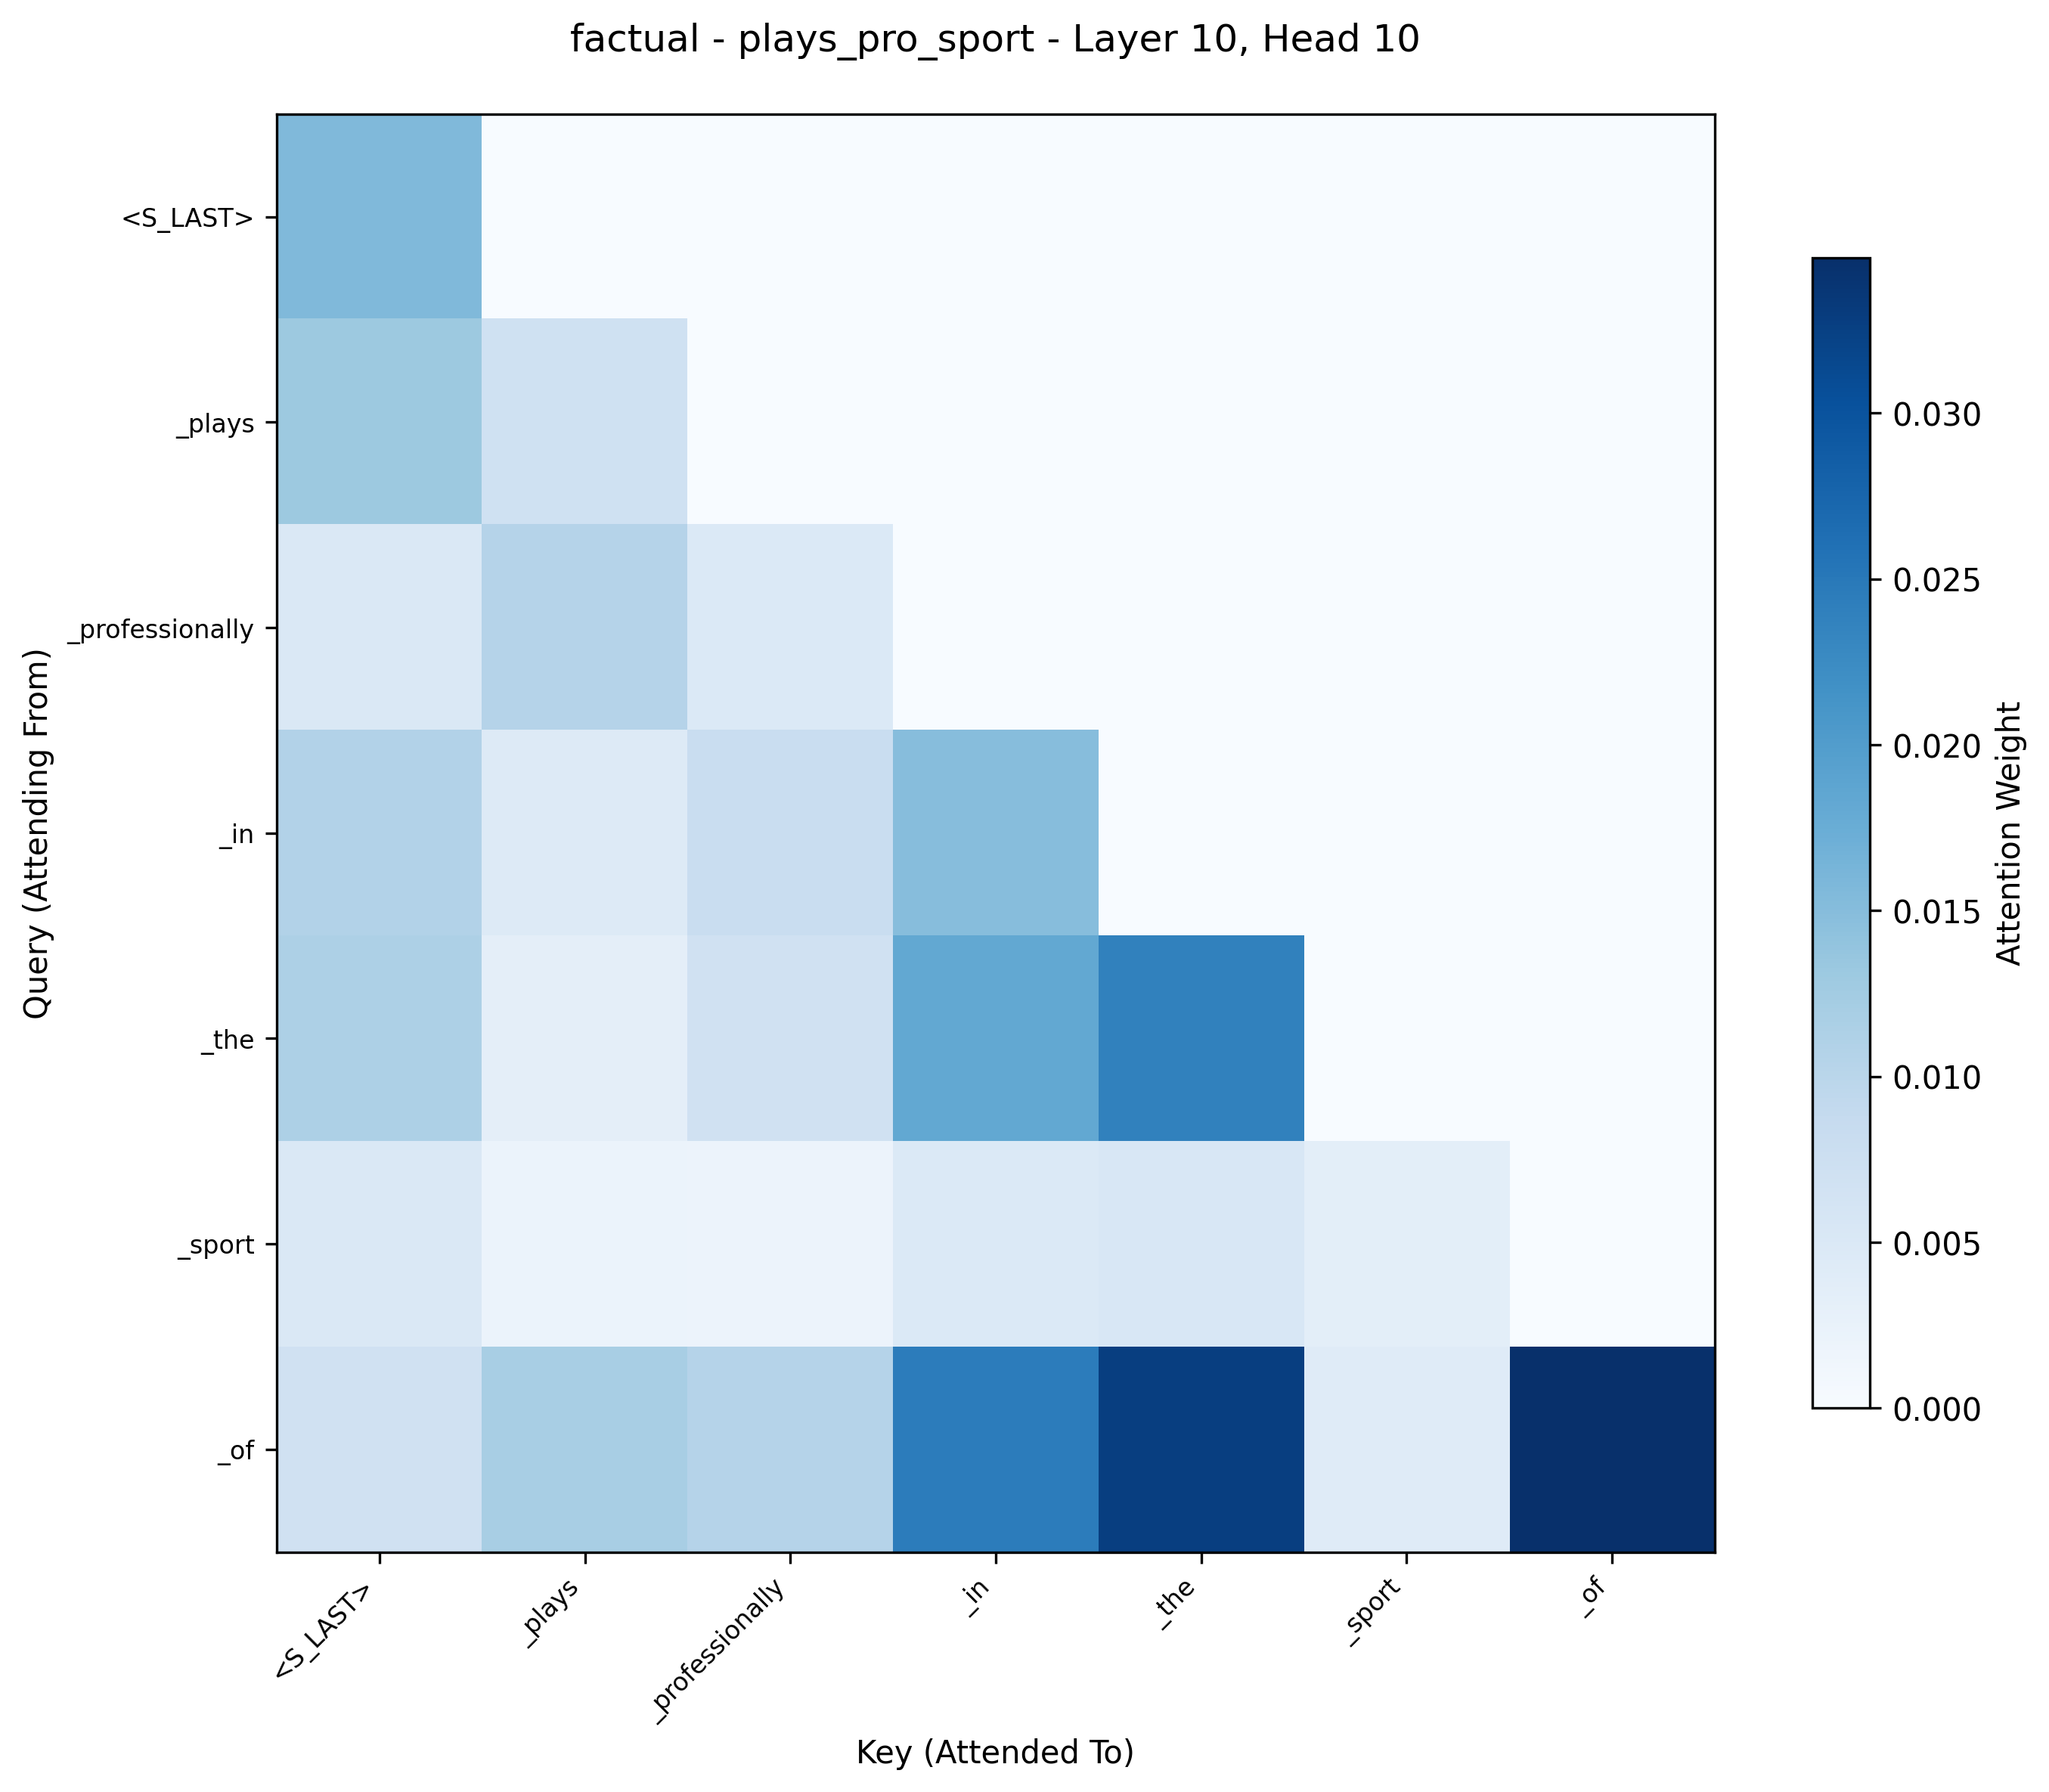 factual - plays_pro_sport - Layer 10, Head 10
Query (Attending From)
<S_LAST>
_plays
_professionally
_in
_the
_sport
_of
<S_LAST>
_plays
_professionally
_in
_the
_sport
_of
Key (Attended To)
0.030
0.025
0.020
0.015
0.010
0.005
0.000
Attention Weight